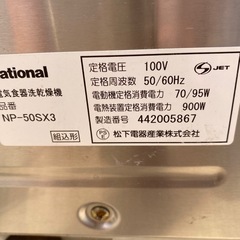 ational
電気食器洗乾燥機
品番
NP-50SX3
組込形
定格電圧 100V
定格周波数 50/60Hz
電動機定格消費電力 70/95W
電熱装置定格消費電力 900W
製造番号 442005867
松下電器産業株式会社
S JET